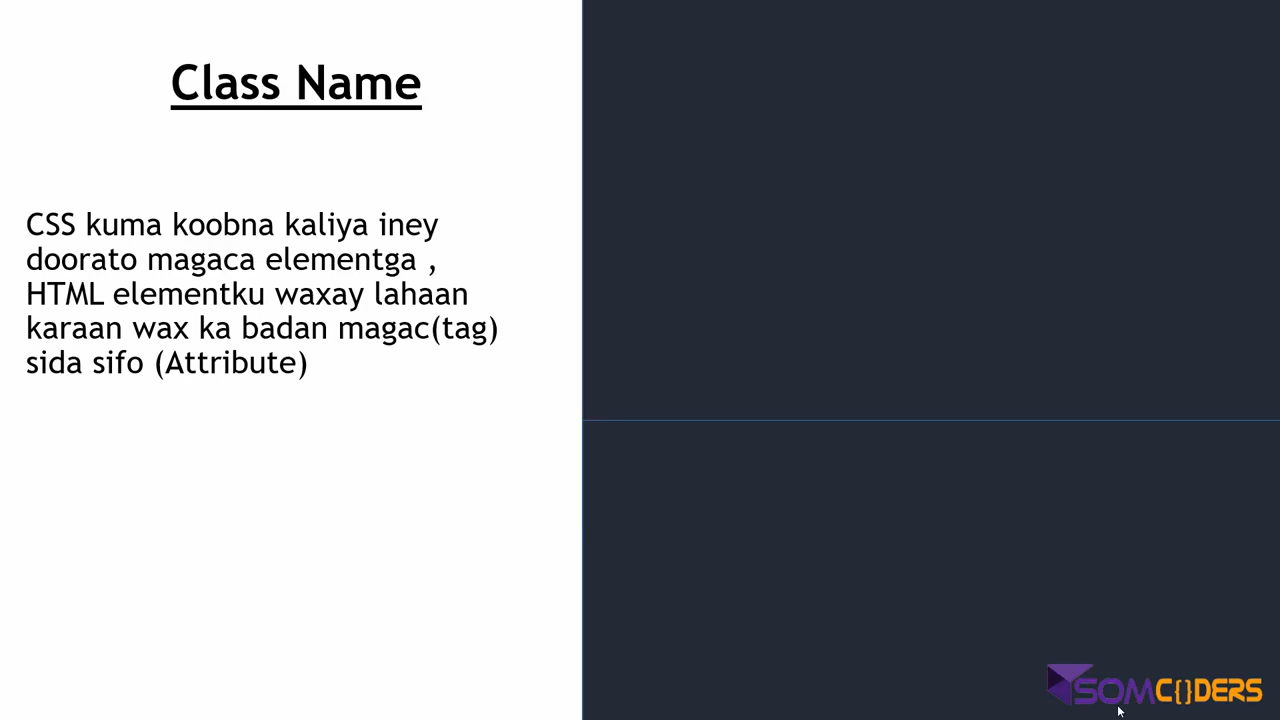 Class Name
CSS kuma koobna kaliya iney
doorato magaca elementga ,
HTML elementku waxay lahaan
karaan wax ka badan magac(tag)
sida sifo (Attribute)
SOMC{}DERS